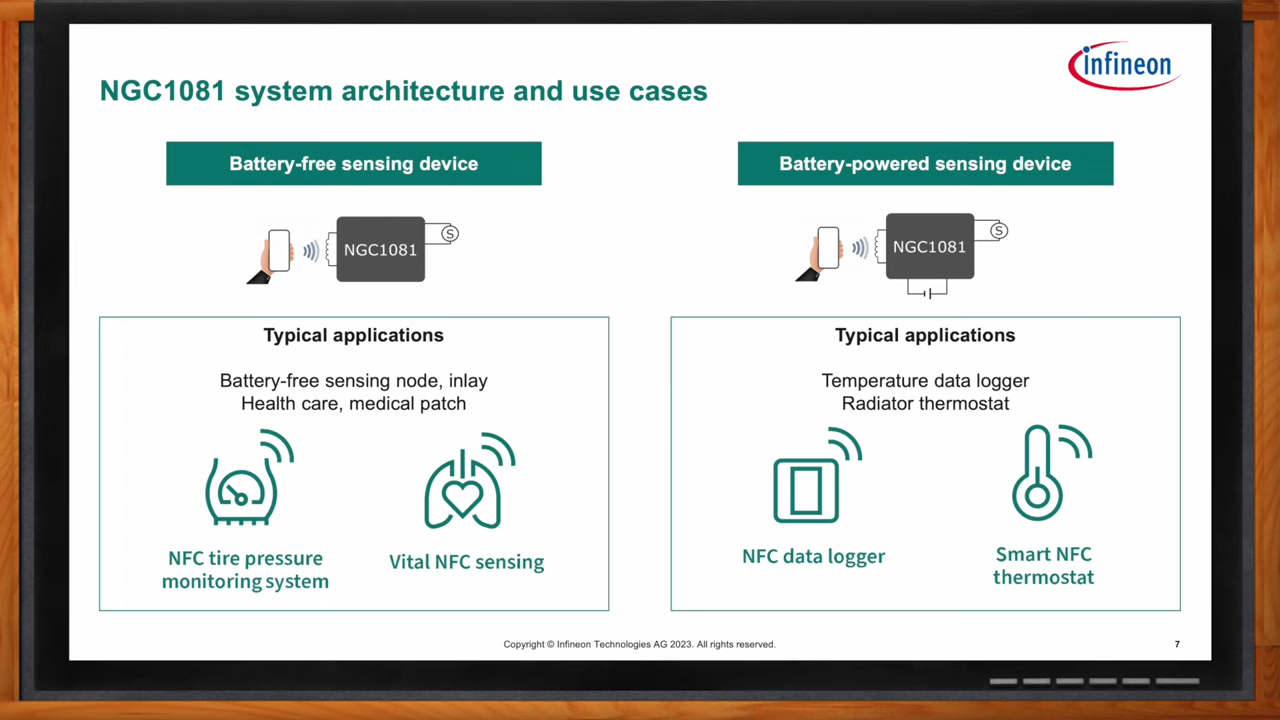 infineon
NGC1081 system architecture and use cases
Battery-free sensing device
NGC1081
S
Typical applications
Battery-free sensing node, inlay
Health care, medical patch
NFC tire pressure
monitoring system
Vital NFC sensing
Battery-powered sensing device
NGC1081
S
Typical applications
Temperature data logger
Radiator thermostat
NFC data logger
Smart NFC
thermostat
Copyright © Infineon Technologies AG 2023. All rights reserved.
7